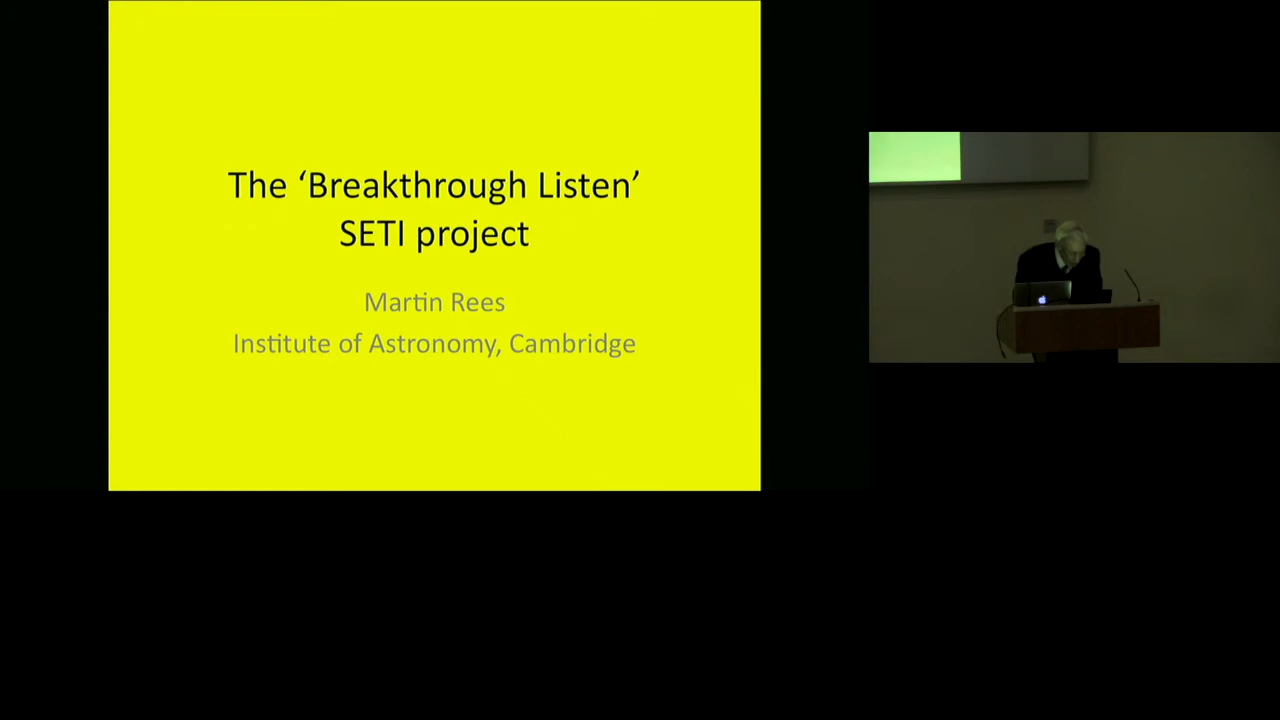 The ‘Breakthrough Listen’
SETI project
Martin Rees
Institute of Astronomy, Cambridge